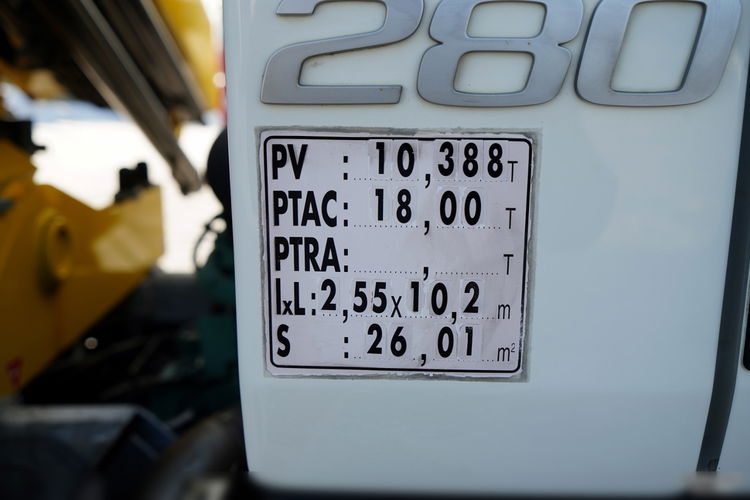 280
PV : 10,388 T
PTAC: 18,00 T
PTRA: , T
lxL: 2,55x10,2 m
S : 26,01 m²